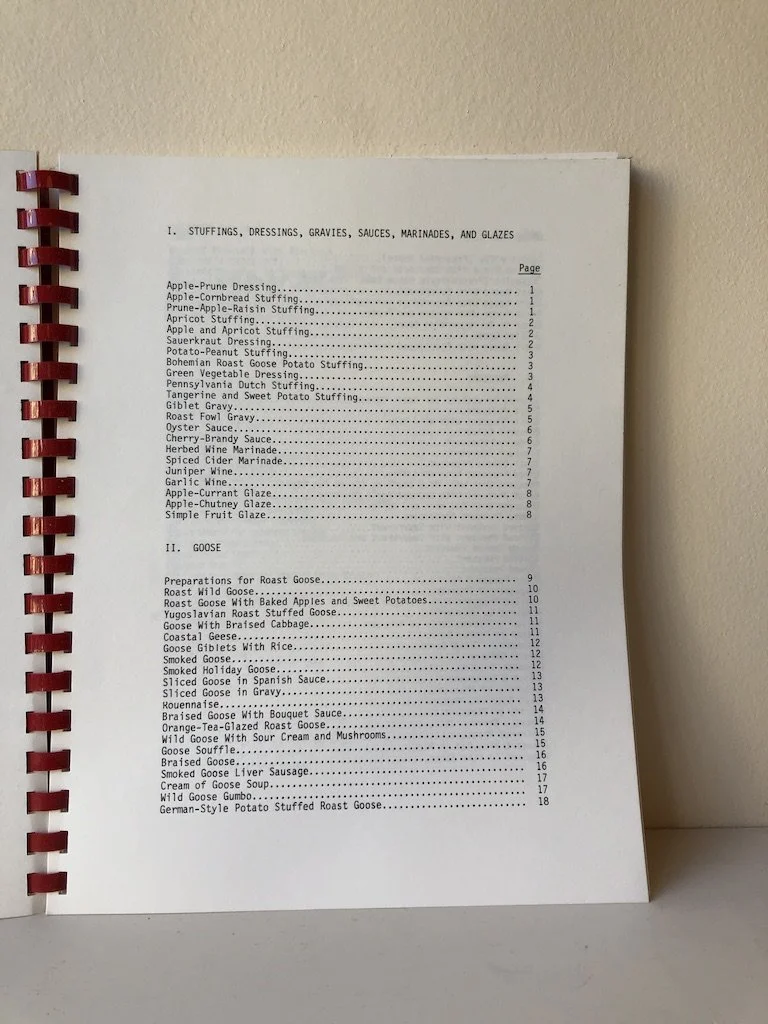 I. STUFFINGS, DRESSINGS, GRAVIES, SAUCES, MARINADES, AND GLAZES
Page
Apple-Prune Dressing........................................ 1
Apple-Cornbread Stuffing.................................... 1
Prune-Apple-Raisin Stuffing................................. 1
Apricot Stuffing............................................ 2
Apple and Apricot Stuffing.................................. 2
Sauerkraut Dressing......................................... 2
Potato-Peanut Stuffing...................................... 3
Bohemian Roast Goose Potato Stuffing........................ 3
Green Vegetable Dressing.................................... 3
Pennsylvania Dutch Stuffing................................. 4
Tangerine and Sweet Potato Stuffing......................... 4
Giblet Gravy................................................ 5
Roast Fowl Gravy............................................ 5
Oyster Sauce................................................ 6
Cherry-Brandy Sauce......................................... 6
Herbed Wine Marinade........................................ 7
Spiced Cider Marinade....................................... 7
Juniper Wine................................................ 7
Garlic Wine................................................. 7
Apple-Currant Glaze......................................... 8
Apple-Chutney Glaze......................................... 8
Simple Fruit Glaze.......................................... 8
II. GOOSE
Preparations for Roast Goose................................ 9
Roast Wild Goose............................................ 10
Roast Goose With Baked Apples and Sweet Potatoes............ 10
Yugoslavian Roast Stuffed Goose............................. 11
Goose With Braised Cabbage.................................. 11
Coastal Geese............................................... 11
Goose Giblets With Rice..................................... 12
Smoked Goose................................................ 12
Smoked Holiday Goose........................................ 12
Sliced Goose in Spanish Sauce............................... 13
Sliced Goose in Gravy....................................... 13
Rouennaise.................................................. 13
Braised Goose With Bouquet Sauce............................ 14
Orange-Tea-Glazed Roast Goose............................... 14
Wild Goose With Sour Cream and Mushrooms.................... 15
Goose Souffle............................................... 15
Braised Goose............................................... 16
Smoked Goose Liver Sausage.................................. 16
Cream of Goose Soup......................................... 17
Wild Goose Gumbo............................................ 17
German-Style Potato Stuffed Roast Goose..................... 18